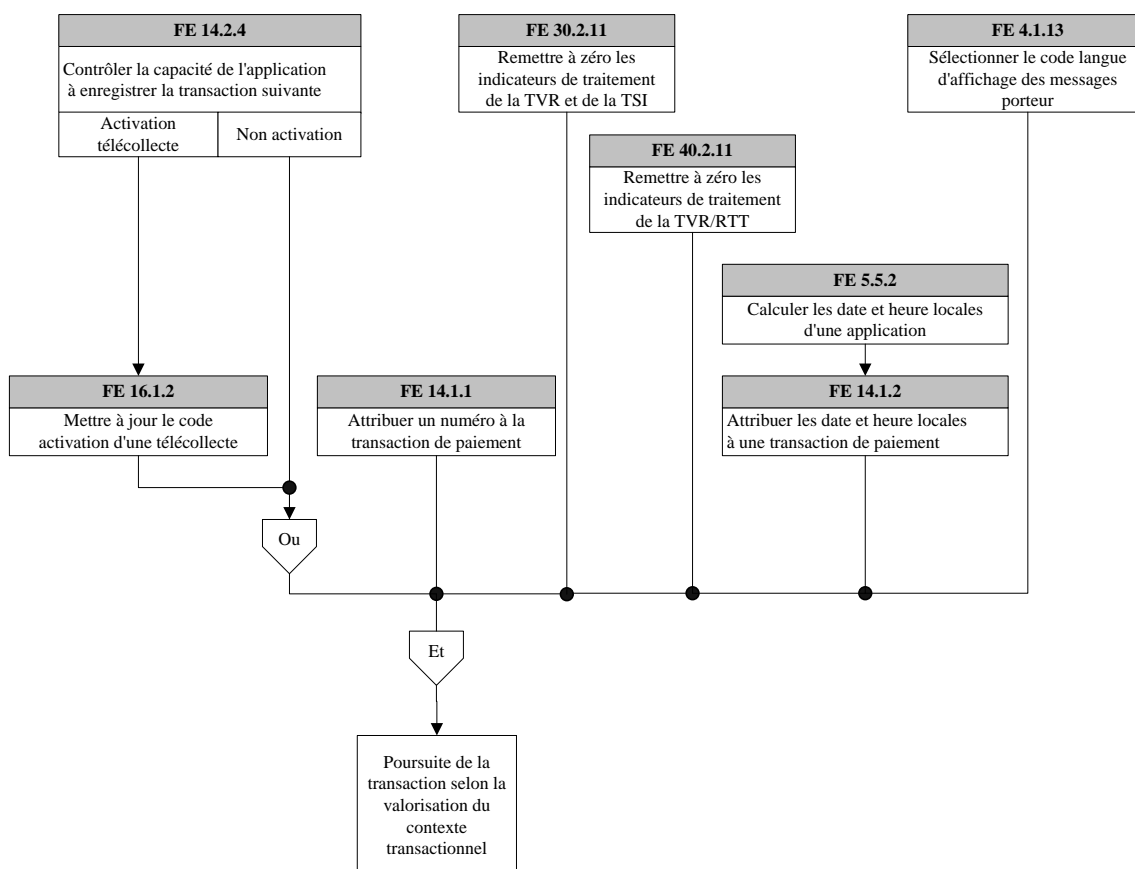 FE 14.2.4
Contrôler la capacité de l'application
à enregistrer la transaction suivante
Activation
télécollecte
Non activation
FE 30.2.11
Remettre à zéro les
indicateurs de traitement
de la TVR et de la TSI
FE 4.1.13
Sélectionner le code langue
d'affichage des messages
porteur
FE 40.2.11
Remettre à zéro les
indicateurs de traitement
de la TVR/RTT
FE 5.5.2
Calculer les date et heure locales
d'une application
FE 16.1.2
Mettre à jour le code
activation d'une télécollecte
FE 14.1.1
Attribuer un numéro à la
transaction de paiement
FE 14.1.2
Attribuer les date et heure locales
à une transaction de paiement
Ou
Et
Poursuite de la
transaction selon la
valorisation du
contexte
transactionnel